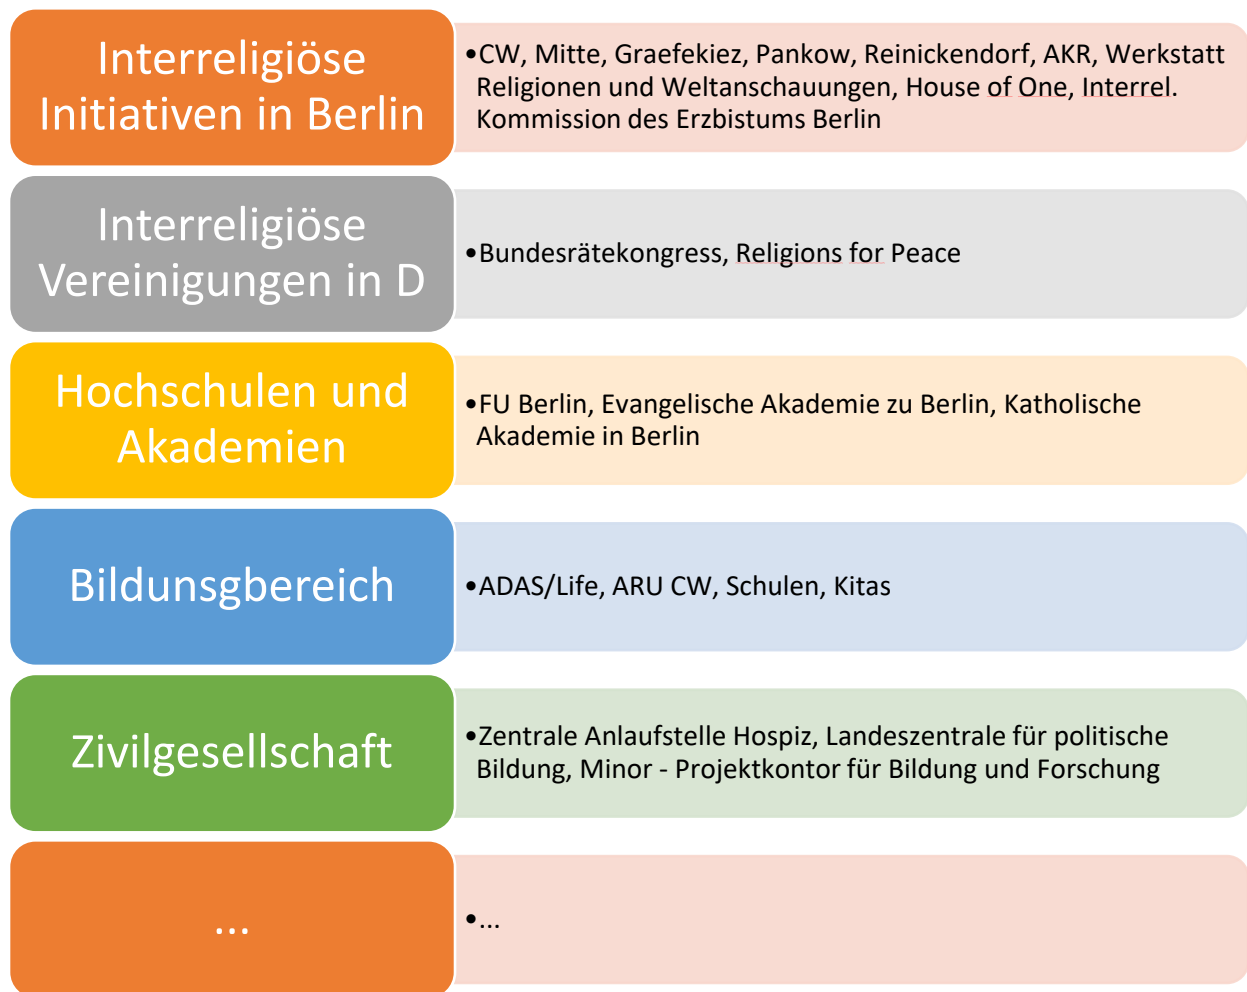 Interreligiöse
Initiativen in Berlin
•CW, Mitte, Graefekiez, Pankow, Reinickendorf, AKR, Werkstatt
Religionen und Weltanschauungen, House of One, Interrel.
Kommission des Erzbistums Berlin
Interreligiöse
Vereinigungen in D
•Bundesrätekongress, Religions for Peace
Hochschulen und
Akademien
•FU Berlin, Evangelische Akademie zu Berlin, Katholische
Akademie in Berlin
Bildunsgbereich
•ADAS/Life, ARU CW, Schulen, Kitas
Zivilgesellschaft
•Zentrale Anlaufstelle Hospiz, Landeszentrale für politische
Bildung, Minor - Projektkontor für Bildung und Forschung
...
•...